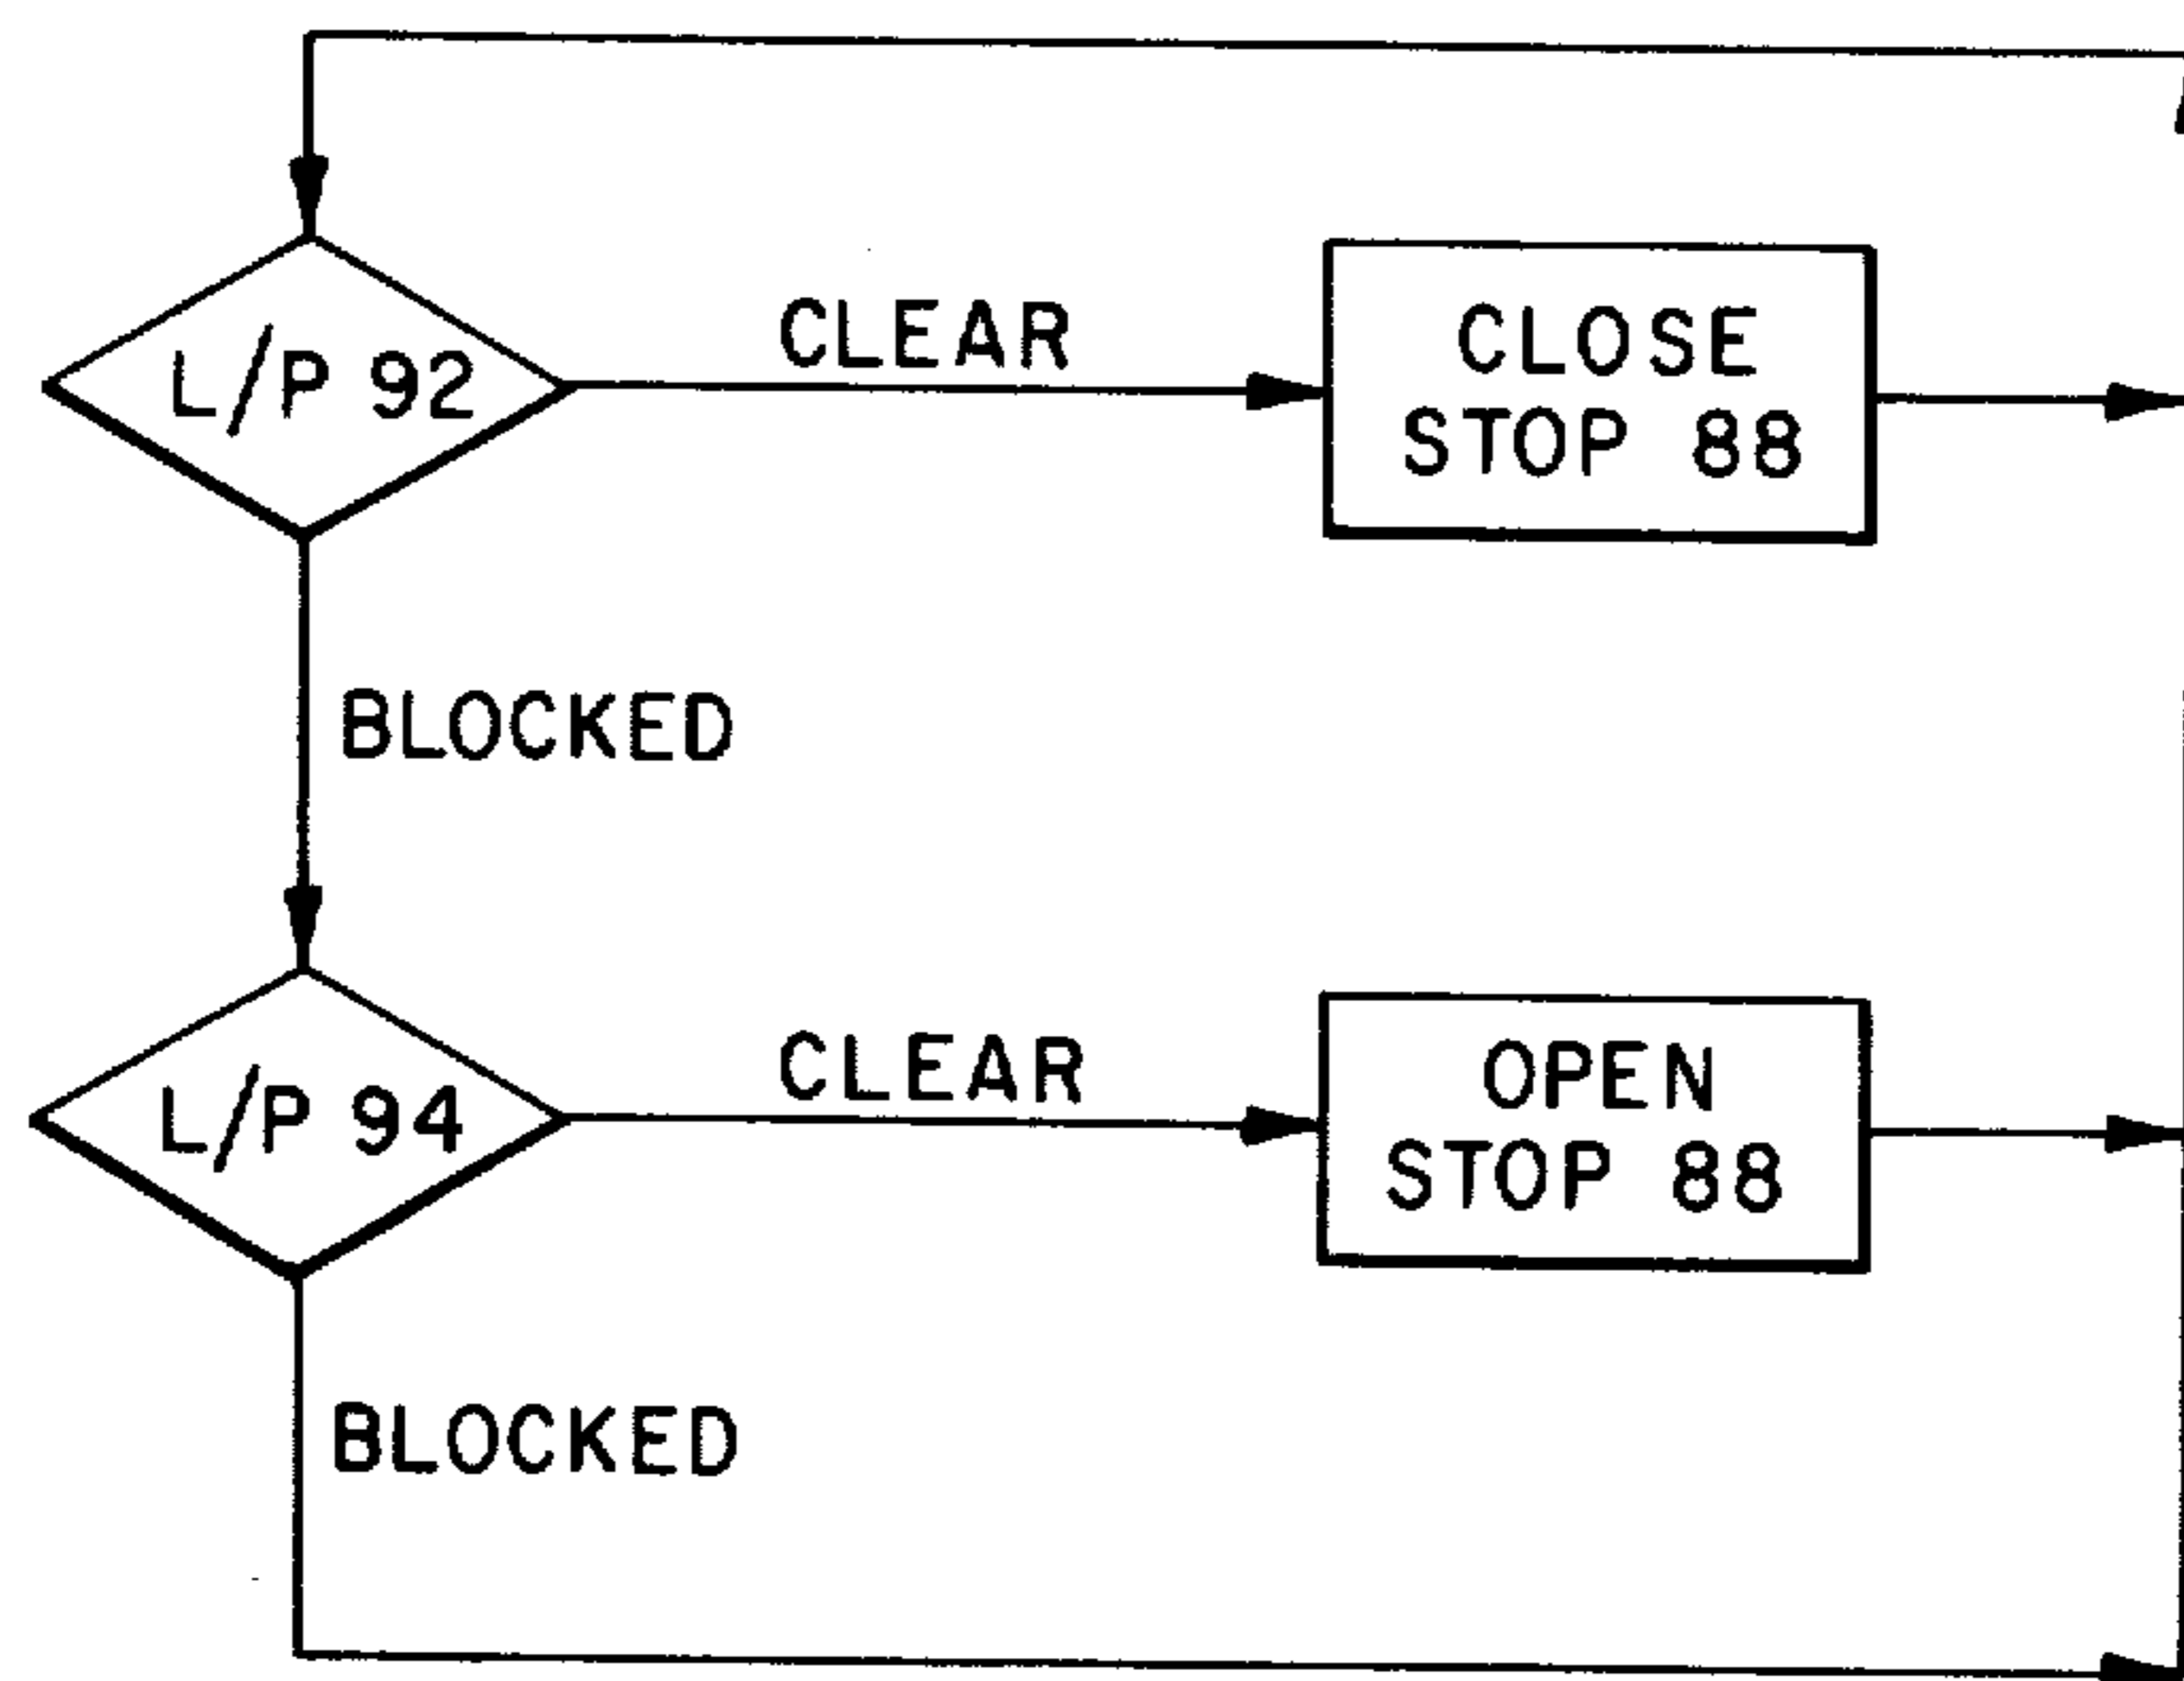 L/P 92
CLEAR
CLOSE
STOP 88
BLOCKED
L/P 94
CLEAR
OPEN
STOP 88
BLOCKED